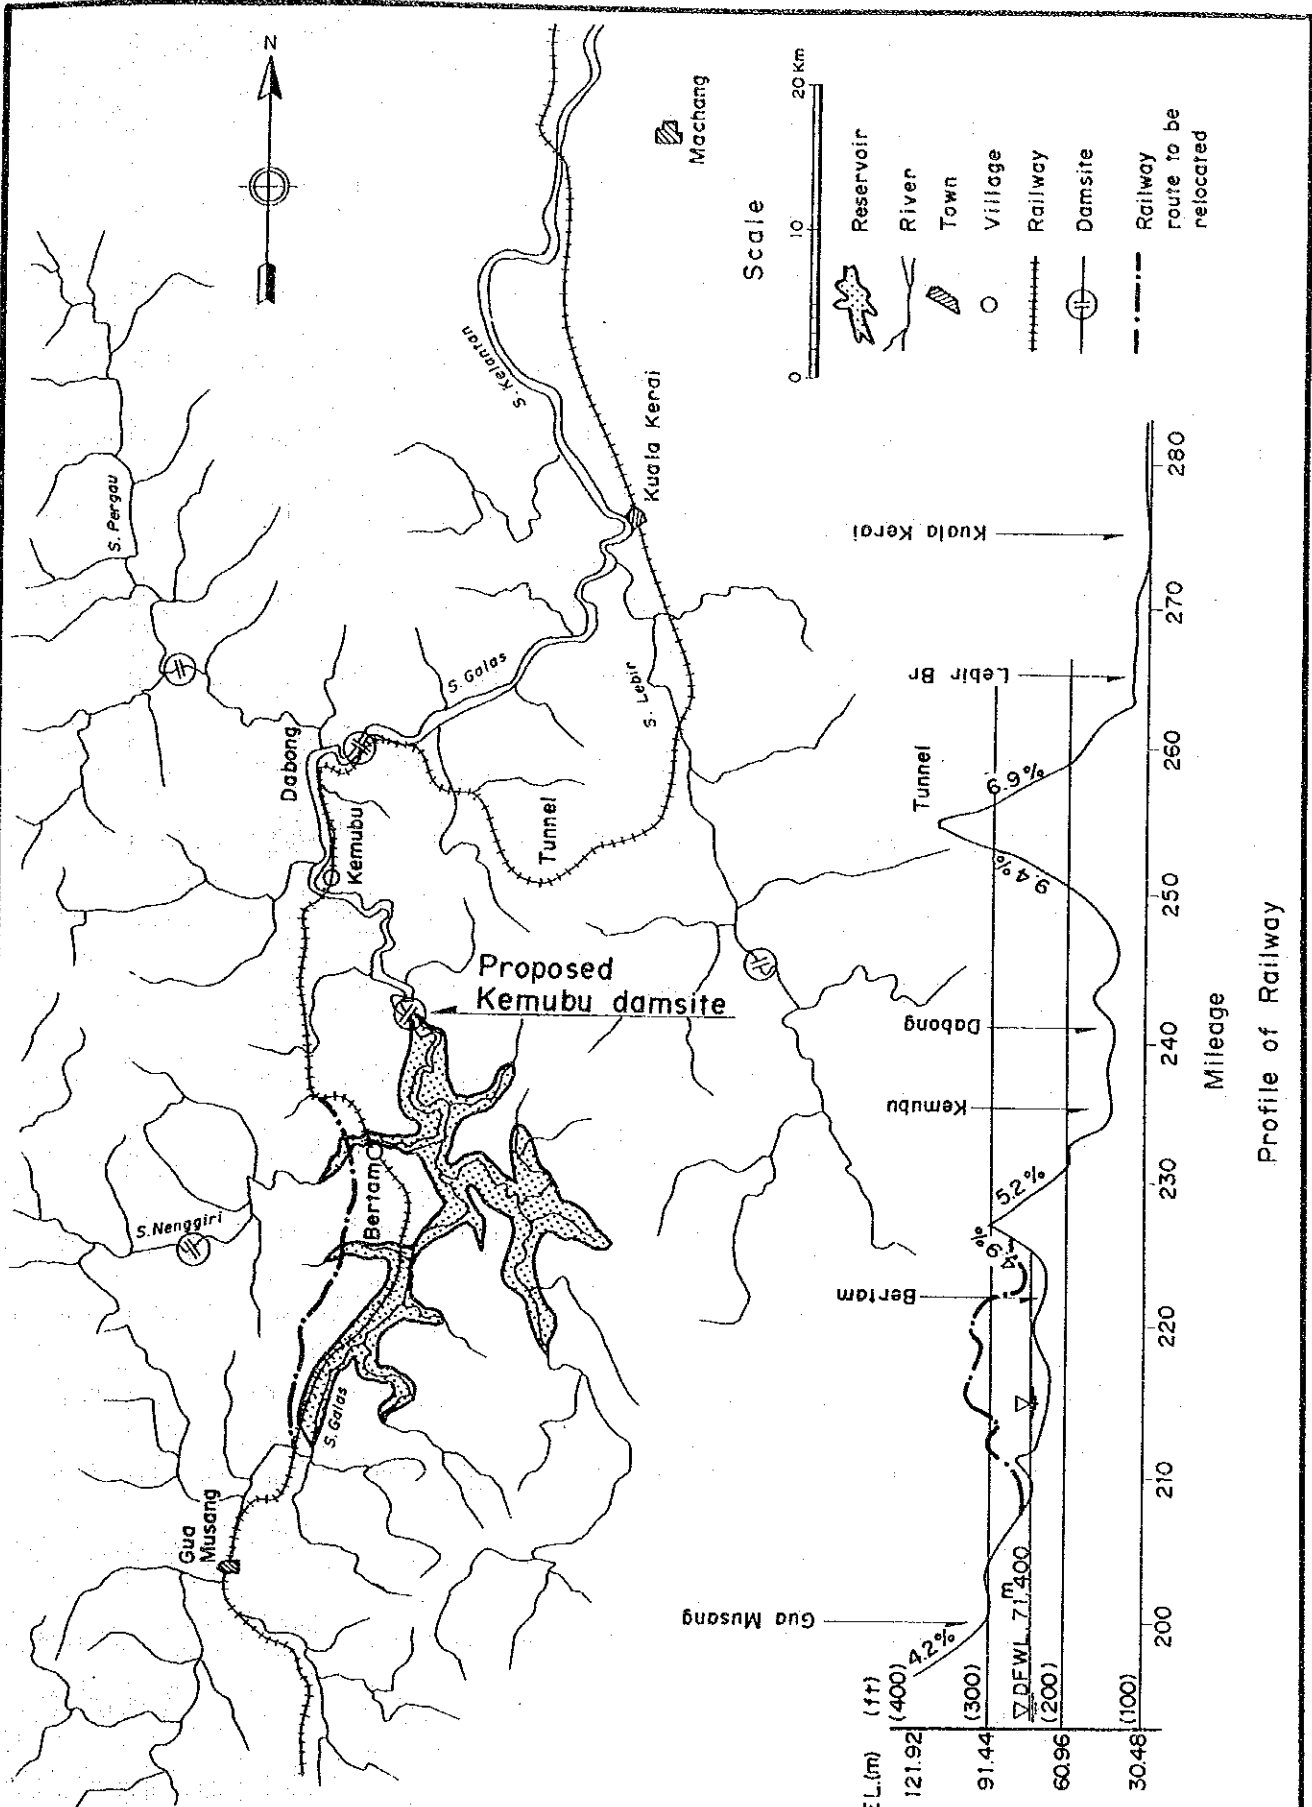 N
S. Pergau
S. Kelantan
Machang
Kuala Kerai
S. Galas
S. Lebir
Dabong
Kemubu
Tunnel
Proposed
Kemubu damsite
S. Nenggiri
Bertam
S. Galas
Gua
Musang
Scale
0 10 20 Km
Reservoir
River
Town
Village
Railway
Damsite
Railway
route to be
relocated
EL.(m) (ft)
121.92 (400)
91.44 (300)
▽DFWL 71.400 m
60.96 (200)
30.48 (100)
Gua Musang
Bertam
Kemubu
Dabong
Tunnel
Lebir Br
Kuala Kerai
4.2%
4.9%
5.2%
9.4%
9.9%
200 210 220 230 240 250 260 270 280
Mileage
Profile of Railway